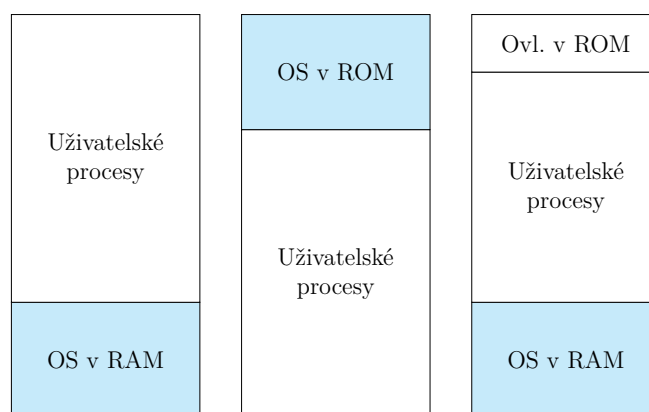 Uživatelské
procesy
OS v RAM
OS v ROM
Uživatelské
procesy
Ovl. v ROM
Uživatelské
procesy
OS v RAM